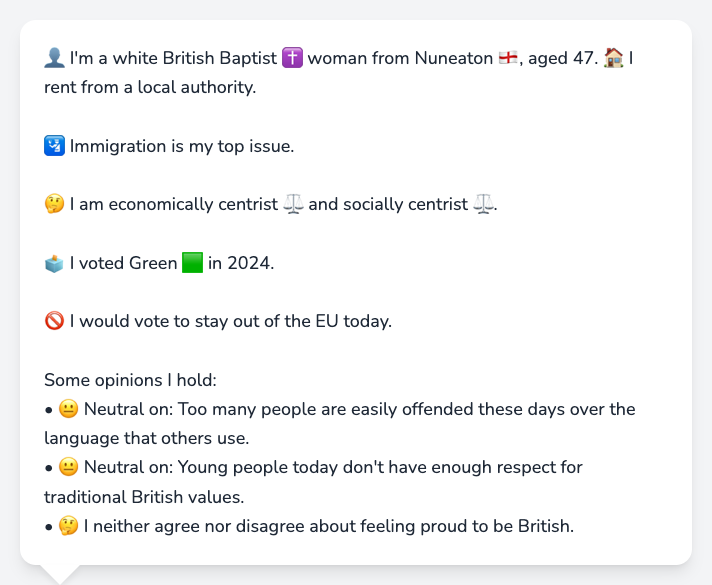 👤 I'm a white British Baptist ✝️ woman from Nuneaton 🏴󠁧󠁢󠁥󠁮󠁧󠁿, aged 47. 🏠 I
rent from a local authority.
🛂 Immigration is my top issue.
🤔 I am economically centrist ⚖️ and socially centrist ⚖️.
🗳️ I voted Green 🟩 in 2024.
🚫 I would vote to stay out of the EU today.
Some opinions I hold:
• 😐 Neutral on: Too many people are easily offended these days over the
language that others use.
• 😐 Neutral on: Young people today don't have enough respect for
traditional British values.
• 🤔 I neither agree nor disagree about feeling proud to be British.